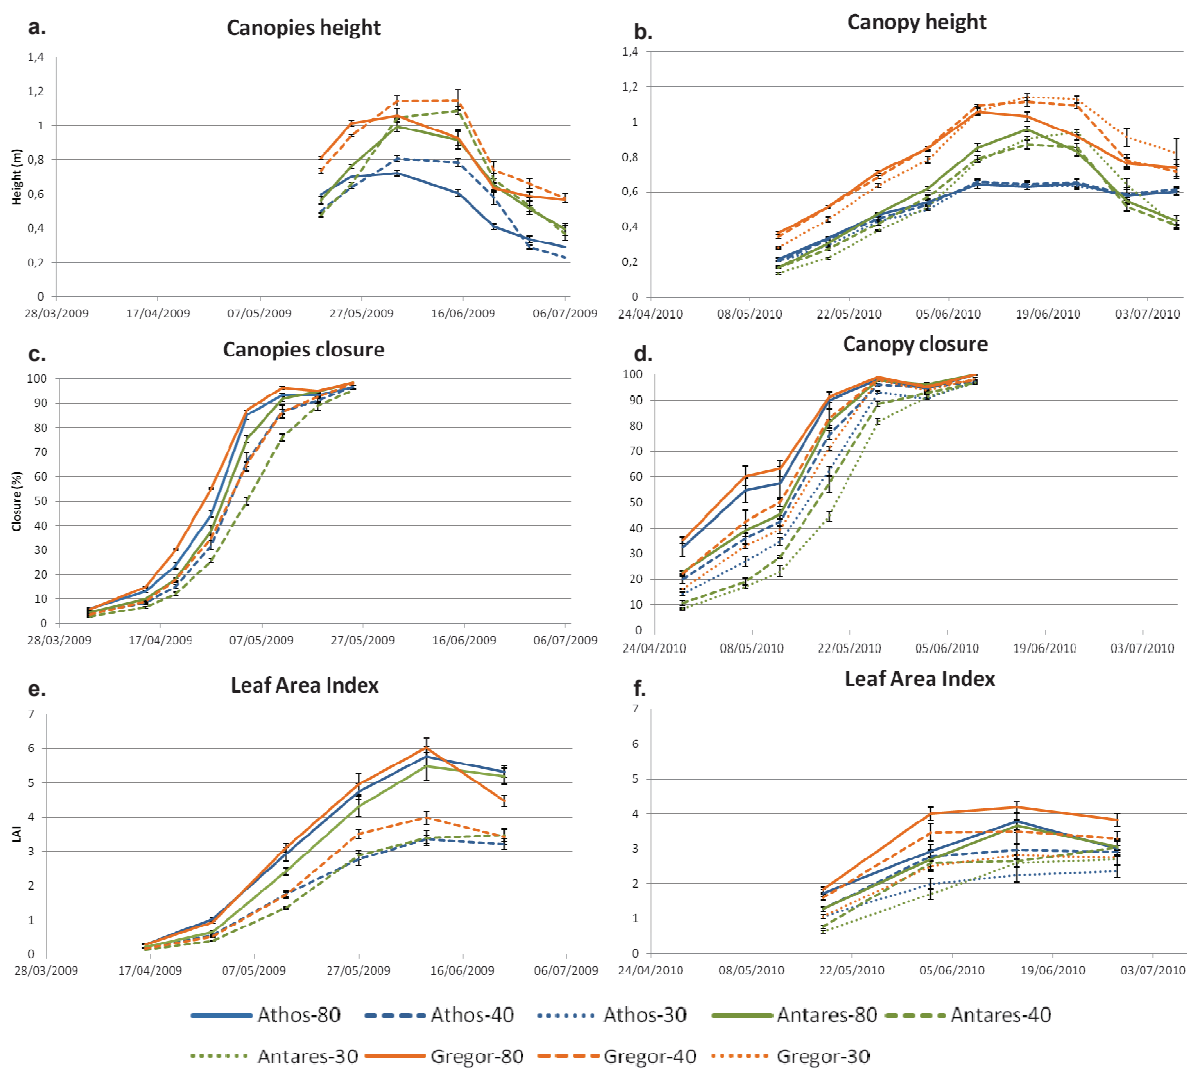 a.
Canopies height
1,4
1,2
1
0,8
0,6
0,4
0,2
0
Height (m)
28/03/2009 17/04/2009 07/05/2009 27/05/2009 16/06/2009 06/07/2009
b.
Canopy height
1,4
1,2
1
0,8
0,6
0,4
0,2
0
24/04/2010 08/05/2010 22/05/2010 05/06/2010 19/06/2010 03/07/2010
c.
Canopies closure
100
90
80
70
60
50
40
30
20
10
0
Closure (%)
28/03/2009 17/04/2009 07/05/2009 27/05/2009 16/06/2009 06/07/2009
d.
Canopy closure
100
90
80
70
60
50
40
30
20
10
0
24/04/2010 08/05/2010 22/05/2010 05/06/2010 19/06/2010 03/07/2010
e.
Leaf Area Index
7
6
5
4
3
2
1
0
LAI
28/03/2009 17/04/2009 07/05/2009 27/05/2009 16/06/2009 06/07/2009
f.
Leaf Area Index
7
6
5
4
3
2
1
0
24/04/2010 08/05/2010 22/05/2010 05/06/2010 19/06/2010 03/07/2010
Athos-80 Athos-40 Athos-30 Antares-80 Antares-40
Antares-30 Gregor-80 Gregor-40 Gregor-30